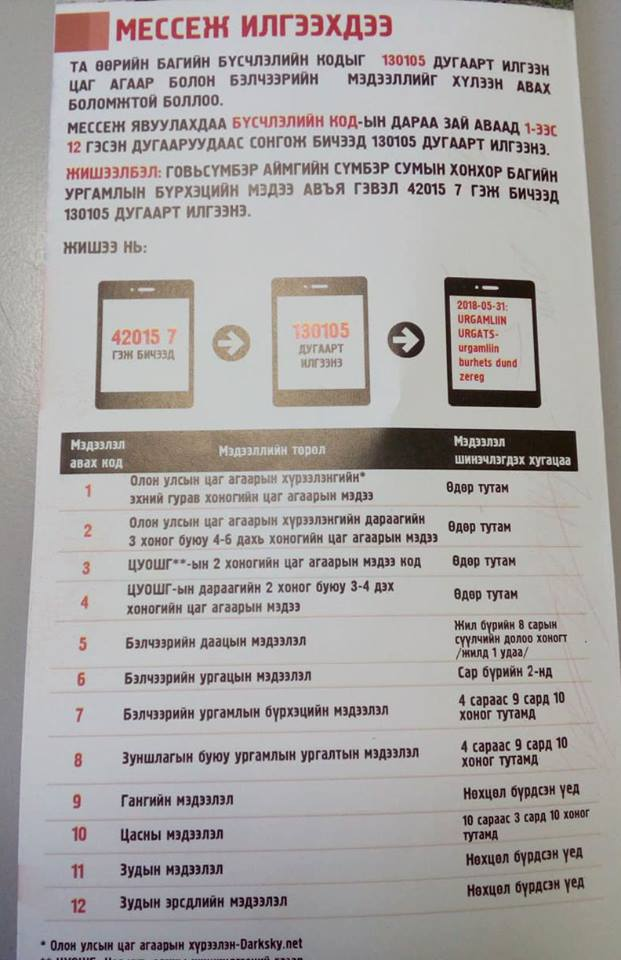 МЕССЕЖ ИЛГЭЭХДЭЭ
ТА ӨӨРИЙН БАГИЙН БҮСЧЛЭЛИЙН КОДЫГ 130105 ДУГААРТ ИЛГЭЭН
ЦАГ АГААР БОЛОН БЭЛЧЭЭРИЙН МЭДЭЭЛЛИЙГ ХҮЛЭЭН АВАХ
БОЛОМЖТОЙ БОЛЛОО.
МЕССЕЖ ЯВУУЛАХДАА БҮСЧЛЭЛИЙН КОД-ЫН ДАРАА ЗАЙ АВААД 1-ЭЭС
12 ГЭСЭН ДУГААРУУДААС СОНГОЖ БИЧЭЭД 130105 ДУГААРТ ИЛГЭЭНЭ.
ЖИШЭЭЛБЭЛ: ГОВЬСҮМБЭР АЙМГИЙН СҮМБЭР СУМЫН ХОНХОР БАГИЙН
УРГАМЛЫН БҮРХЭЦИЙН МЭДЭЭ АВЪЯ ГЭВЭЛ 42015 7 ГЭЖ БИЧЭЭД
130105 ДУГААРТ ИЛГЭЭНЭ.
ЖИШЭЭ НЬ:
42015 7
ГЭЖ БИЧЭЭД
130105
ДУГААРТ
ИЛГЭЭНЭ
2018-05-31:
URGAMLIIN
URGATS-
urgamliin
burhets dund
zereg
Мэдээлэл
авах код
Мэдээллийн төрөл
Мэдээлэл
шинэчлэгдэх хугацаа
1 Олон улсын цаг агаарын хүрээлэнгийн*
эхний гурав хоногийн цаг агаарын мэдээ
Өдөр тутам
2 Олон улсын цаг агаарын хүрээлэнгийн дараагийн
3 хоног буюу 4-6 дахь хоногийн цаг агаарын мэдээ
Өдөр тутам
3 ЦУОШГ**-ын 2 хоногийн цаг агаарын мэдээ код Өдөр тутам
4 ЦУОШГ-ын дараагийн 2 хоног буюу 3-4 дэх
хоногийн цаг агаарын мэдээ
Өдөр тутам
5 Бэлчээрийн даацын мэдээлэл
Жил бүрийн 8 сарын
сүүлчийн долоо хоногт
/жилд 1 удаа/
6 Бэлчээрийн ургацын мэдээлэл Сар бүрийн 2-нд
7 Бэлчээрийн ургамлын бүрхэцийн мэдээлэл
4 сараас 9 сард 10
хоног тутамд
8 Зуншлагын буюу ургамлын ургалтын мэдээлэл
4 сараас 9 сард 10
хоног тутамд
9 Гангийн мэдээлэл Нөхцөл бүрдсэн үед
10 Цасны мэдээлэл
10 сараас 3 сард 10 хоног
тутамд
11 Зудын мэдээлэл Нөхцөл бүрдсэн үед
12 Зудын эрсдлийн мэдээлэл Нөхцөл бүрдсэн үед
* Олон улсын цаг агаарын хүрээлэн-Darksky.net